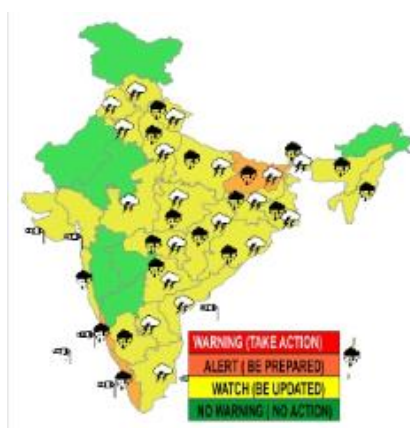 WARNING (TAKE ACTION)
ALERT ( BE PREPARED)
WATCH (BE UPDATED)
NO WARNING ( NO ACTION)